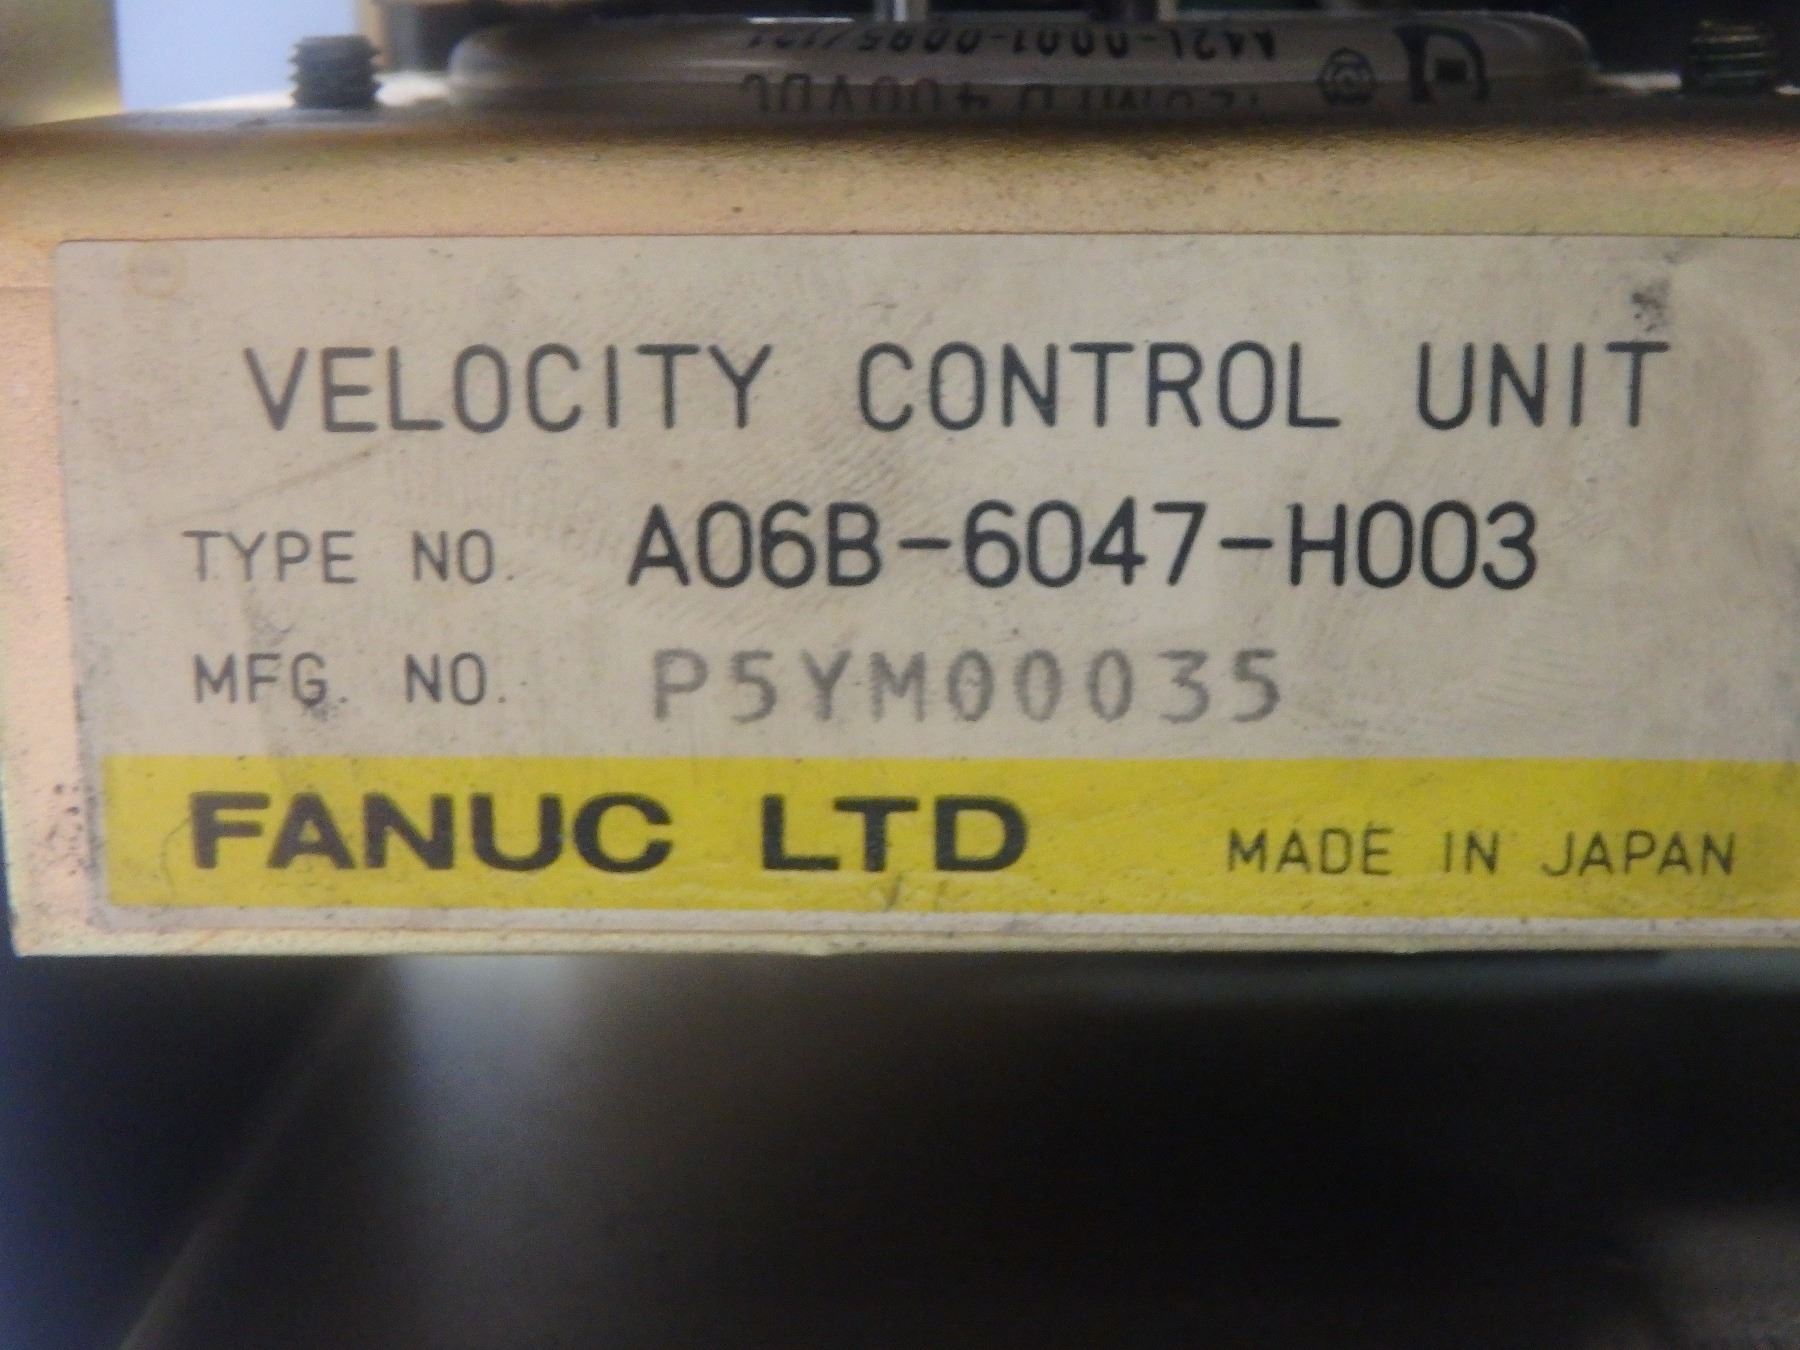 VELOCITY CONTROL UNIT
TYPE NO. A06B-6047-H003
MFG. NO. P5YM00035
FANUC LTD MADE IN JAPAN